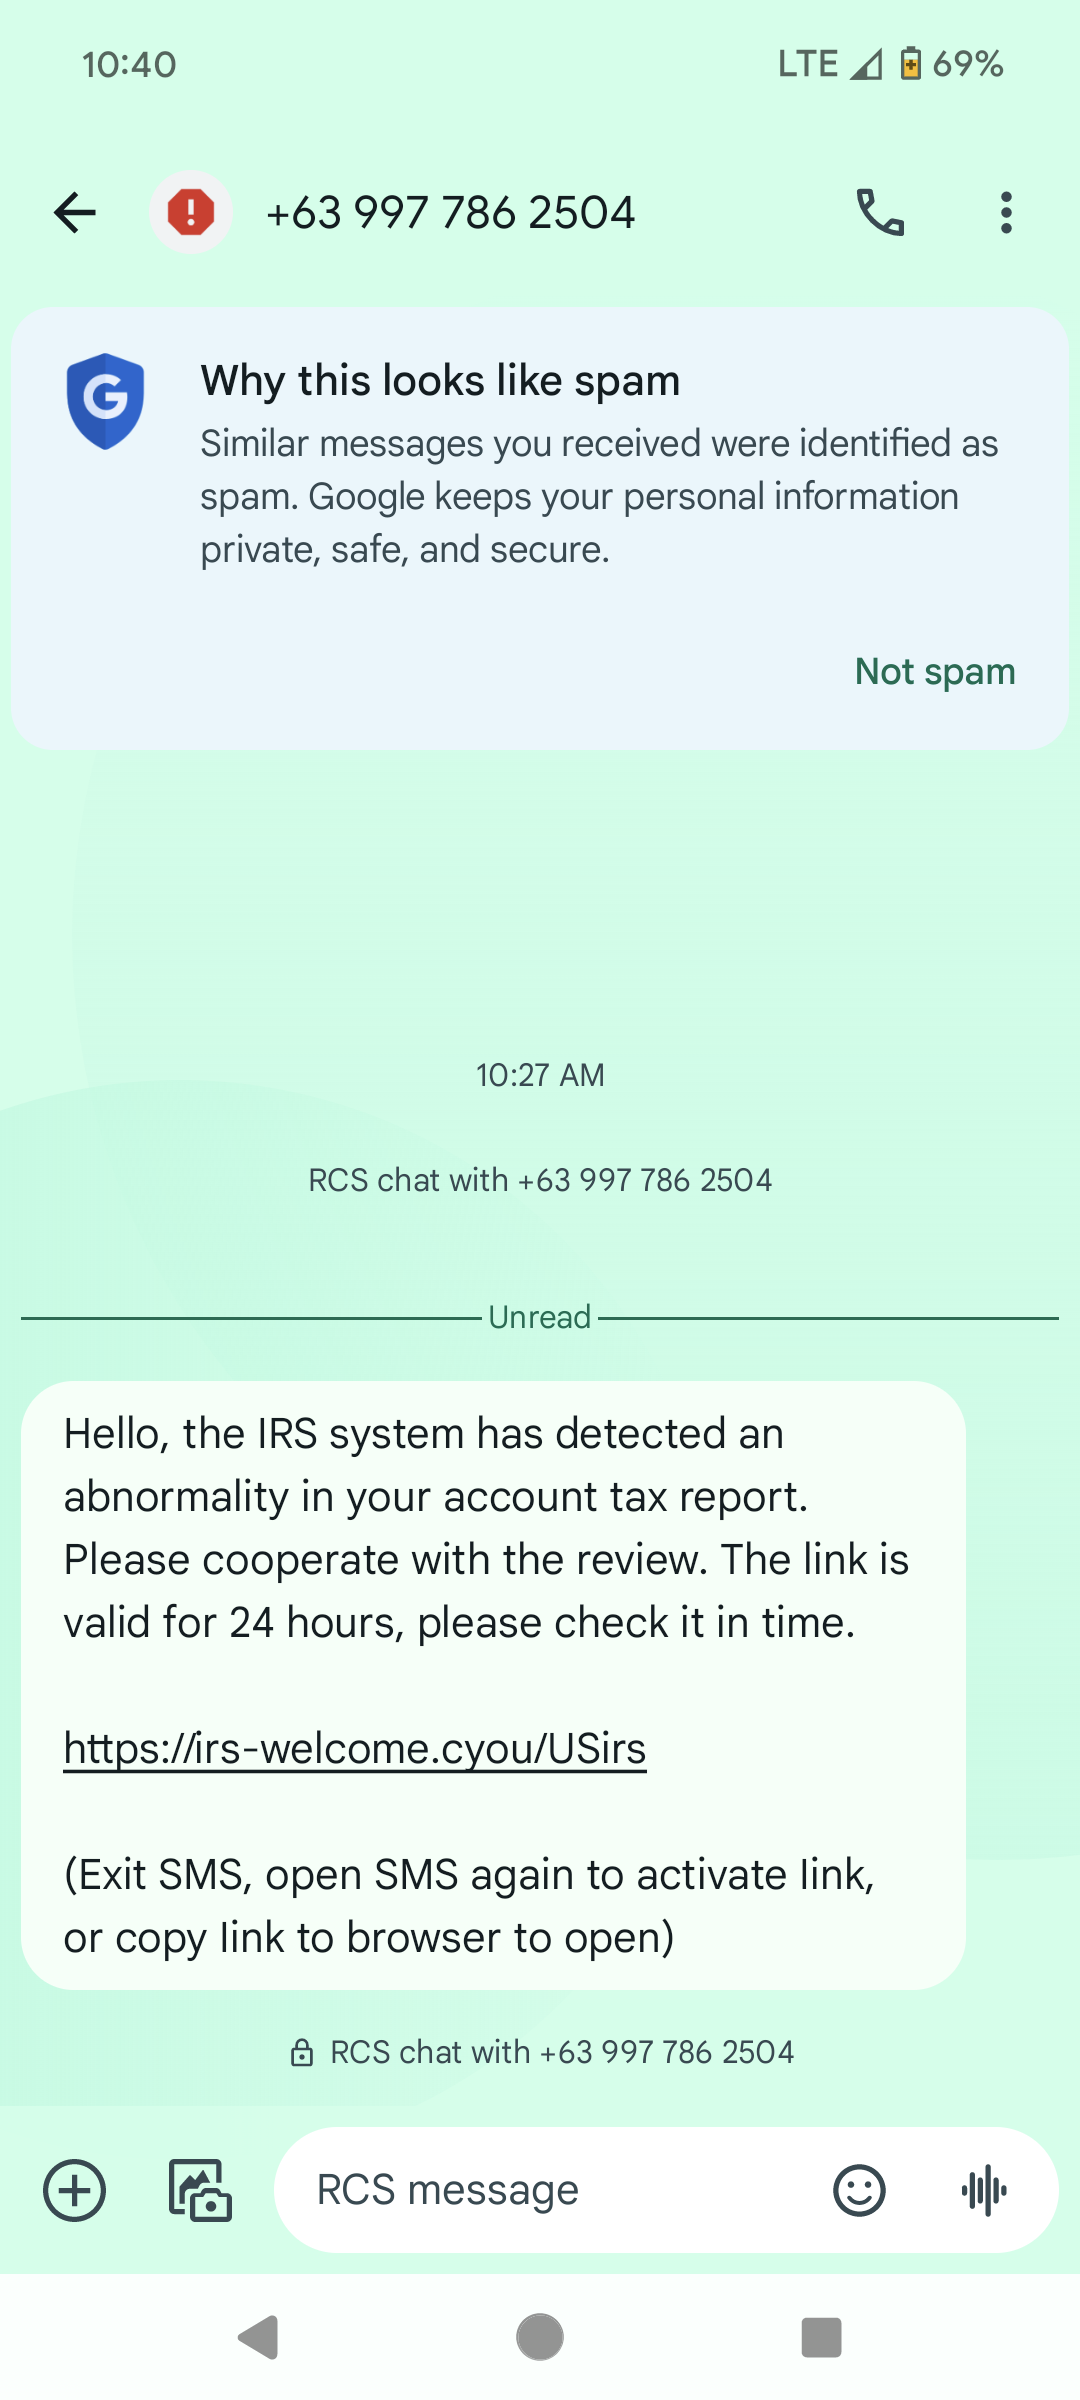 10:40
LTE 69%
+63 997 786 2504
Why this looks like spam
Similar messages you received were identified as
spam. Google keeps your personal information
private, safe, and secure.
Not spam
10:27 AM
RCS chat with +63 997 786 2504
Unread
Hello, the IRS system has detected an
abnormality in your account tax report.
Please cooperate with the review. The link is
valid for 24 hours, please check it in time.
https://irs-welcome.cyou/USirs
(Exit SMS, open SMS again to activate link,
or copy link to browser to open)
RCS chat with +63 997 786 2504
RCS message